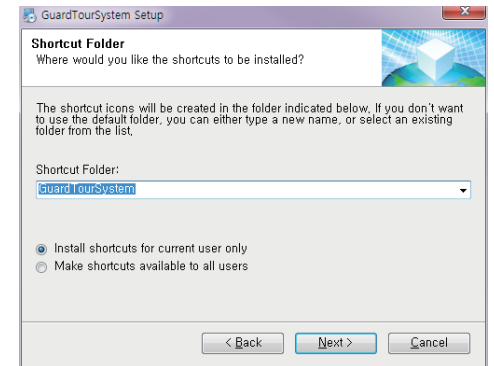 GuardTourSystem Setup
Shortcut Folder
Where would you like the shortcuts to be installed?
The shortcut icons will be created in the folder indicated below. If you don't want
to use the default folder, you can either type a new name, or select an existing
folder from the list.
Shortcut Folder:
GuardTourSystem
Install shortcuts for current user only
Make shortcuts available to all users
< Back
Next >
Cancel